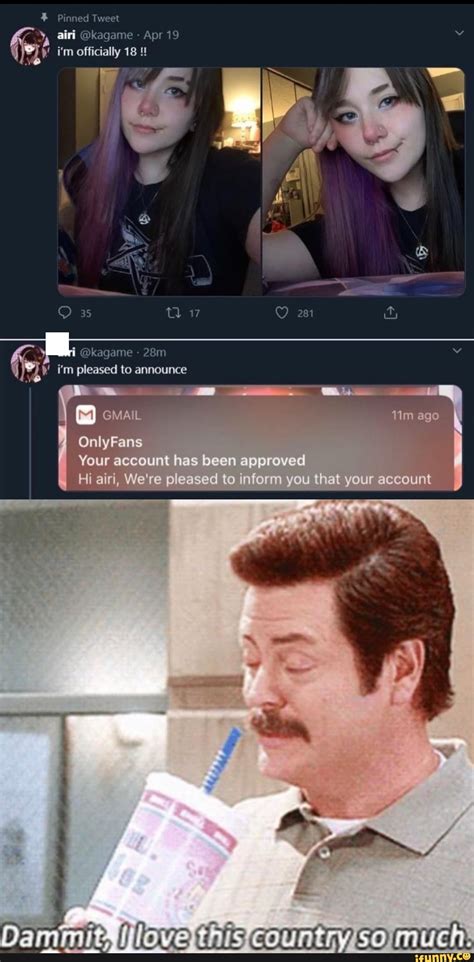 Pinned Tweet
airi @kagame · Apr 19
i'm officially 18 !!
35 17 281
@kagame · 28m
i'm pleased to announce
GMAIL 11m ago
OnlyFans
Your account has been approved
Hi airi, We're pleased to inform you that your account
Dammit, I love this country so much.
ifunny.co